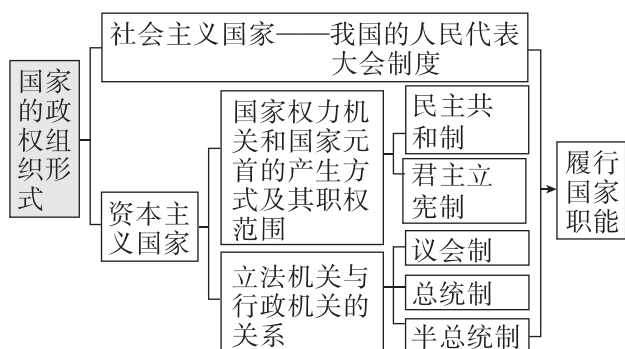 国家
的政
权组
织形
式
社会主义国家——我国的人民代表
大会制度
资本主
义国家
国家权力机
关和国家元
首的产生方
式及其职权
范围
民主共
和制
君主立
宪制
立法机关与
行政机关的
关系
议会制
总统制
半总统制
履行
国家
职能